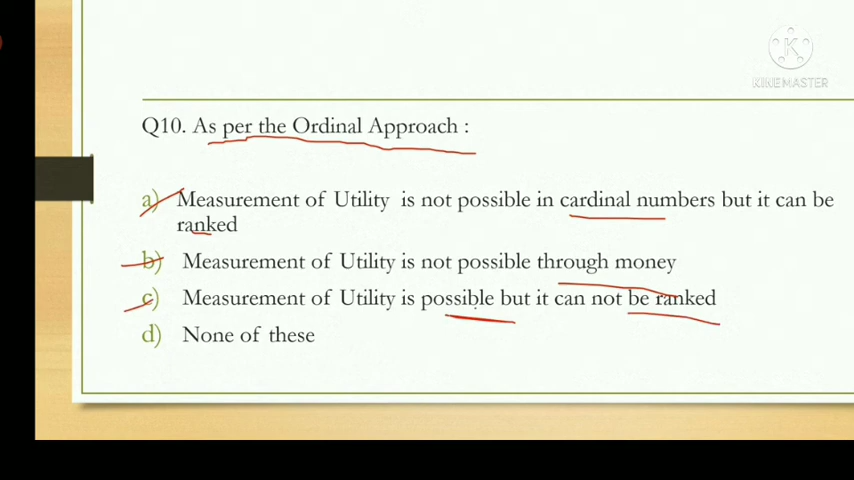 K
KINEMASTER
Q10. As per the Ordinal Approach :
a) Measurement of Utility is not possible in cardinal numbers but it can be
ranked
b) Measurement of Utility is not possible through money
c) Measurement of Utility is possible but it can not be ranked
d) None of these